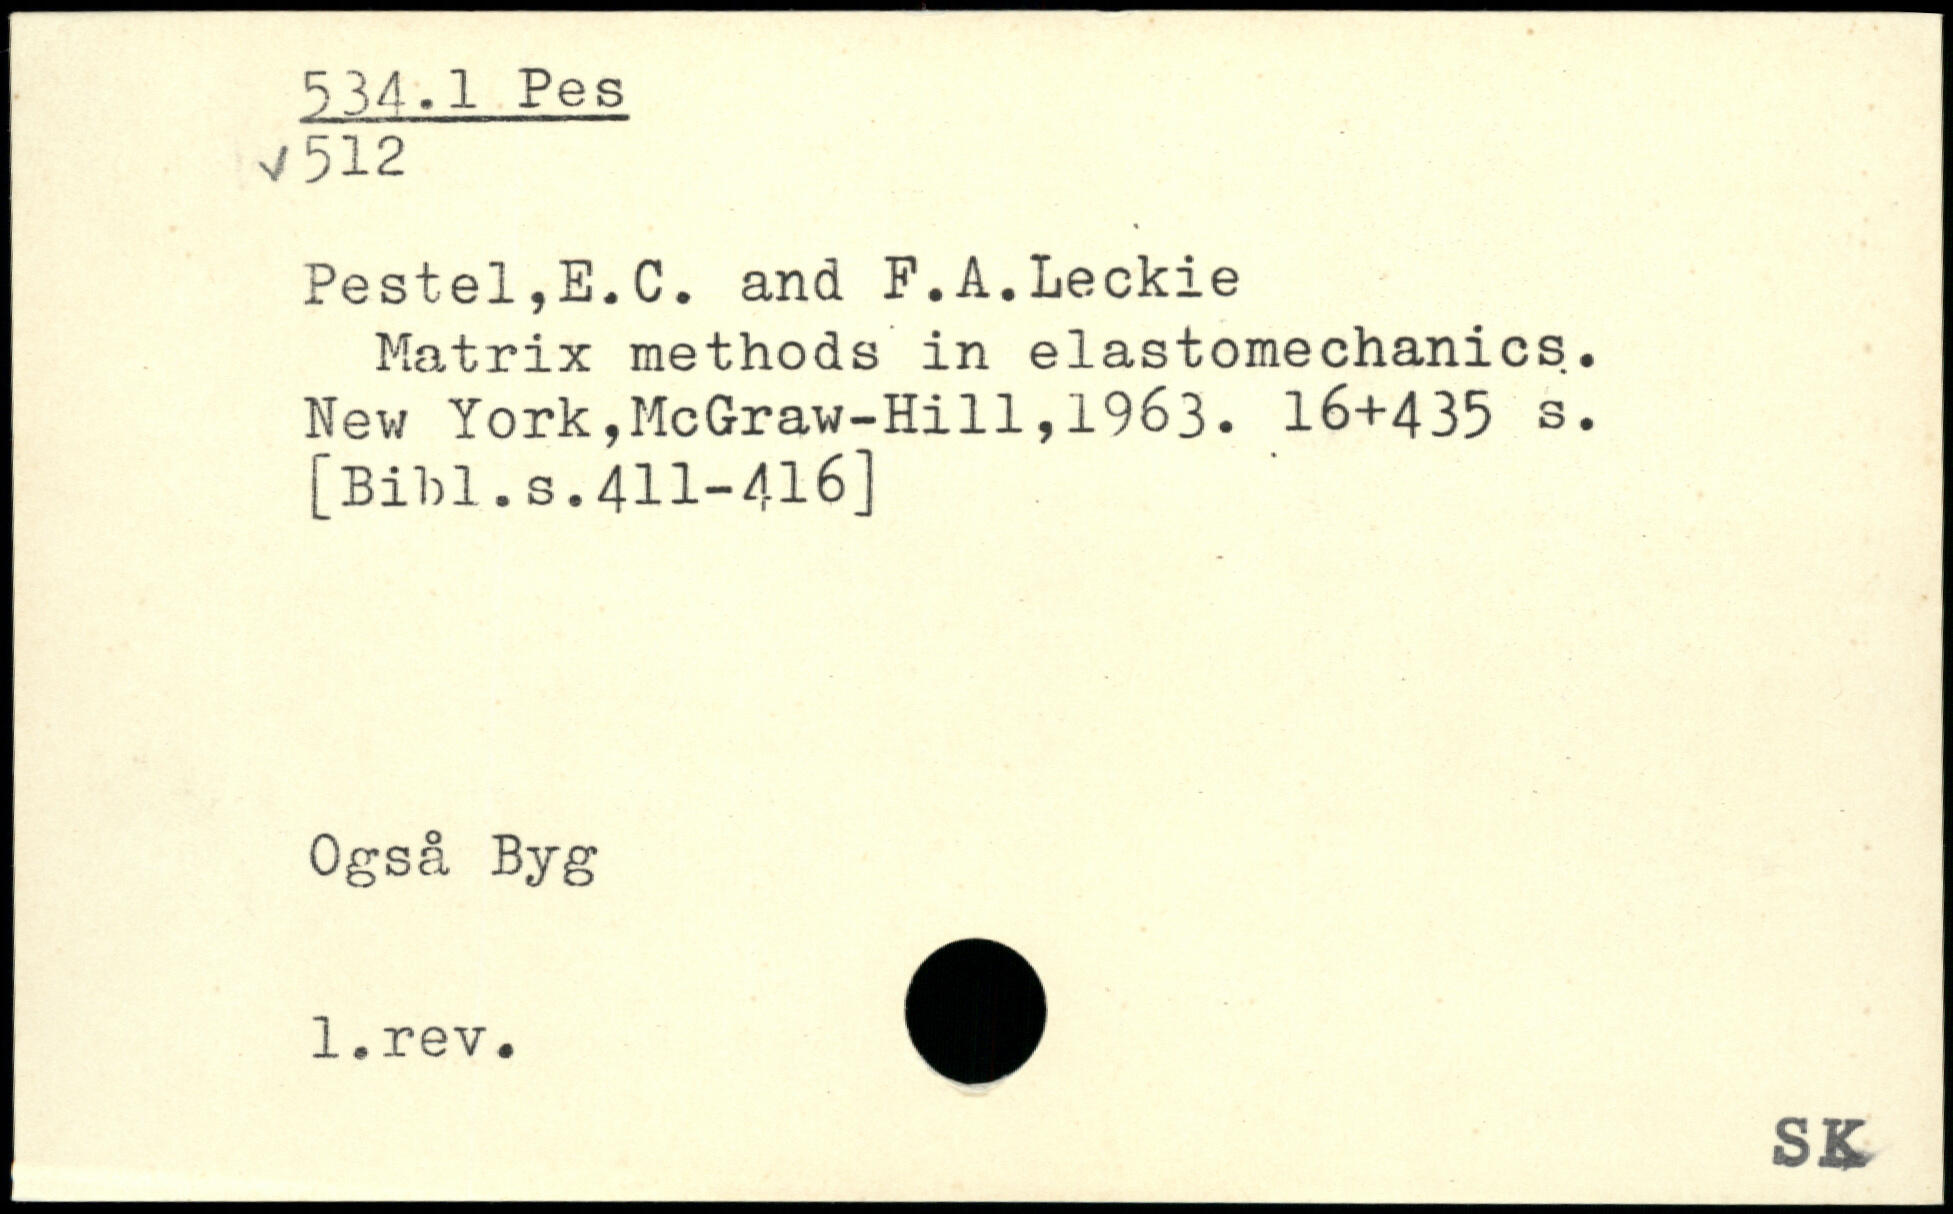 534.1 Pes
✓512
Pestel,E.C. and F.A.Leckie
Matrix methods in elastomechanics.
New York,McGraw-Hill,1963. 16+435 s.
[Bibl.s.411-416]
Også Byg
1.rev.
SK